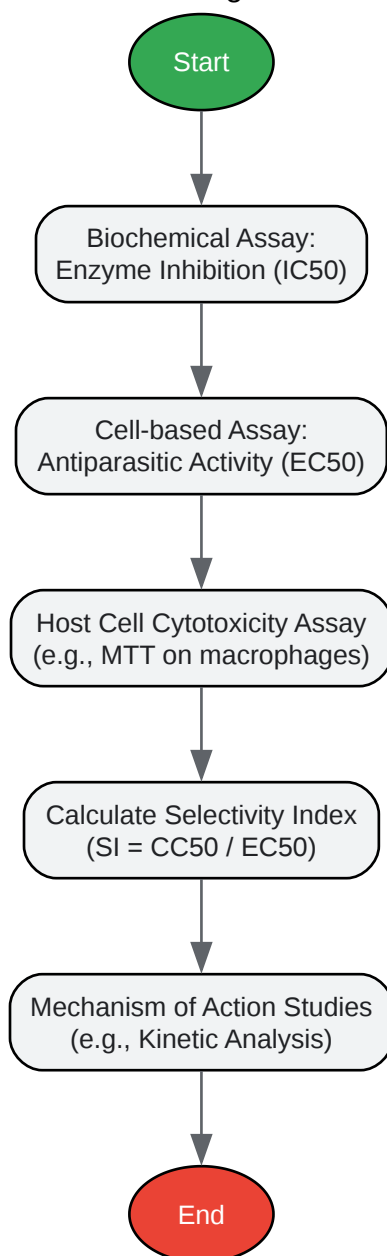 Start
Biochemical Assay:
Enzyme Inhibition (IC50)
Cell-based Assay:
Antiparasitic Activity (EC50)
Host Cell Cytotoxicity Assay
(e.g., MTT on macrophages)
Calculate Selectivity Index
(SI = CC50 / EC50)
Mechanism of Action Studies
(e.g., Kinetic Analysis)
End